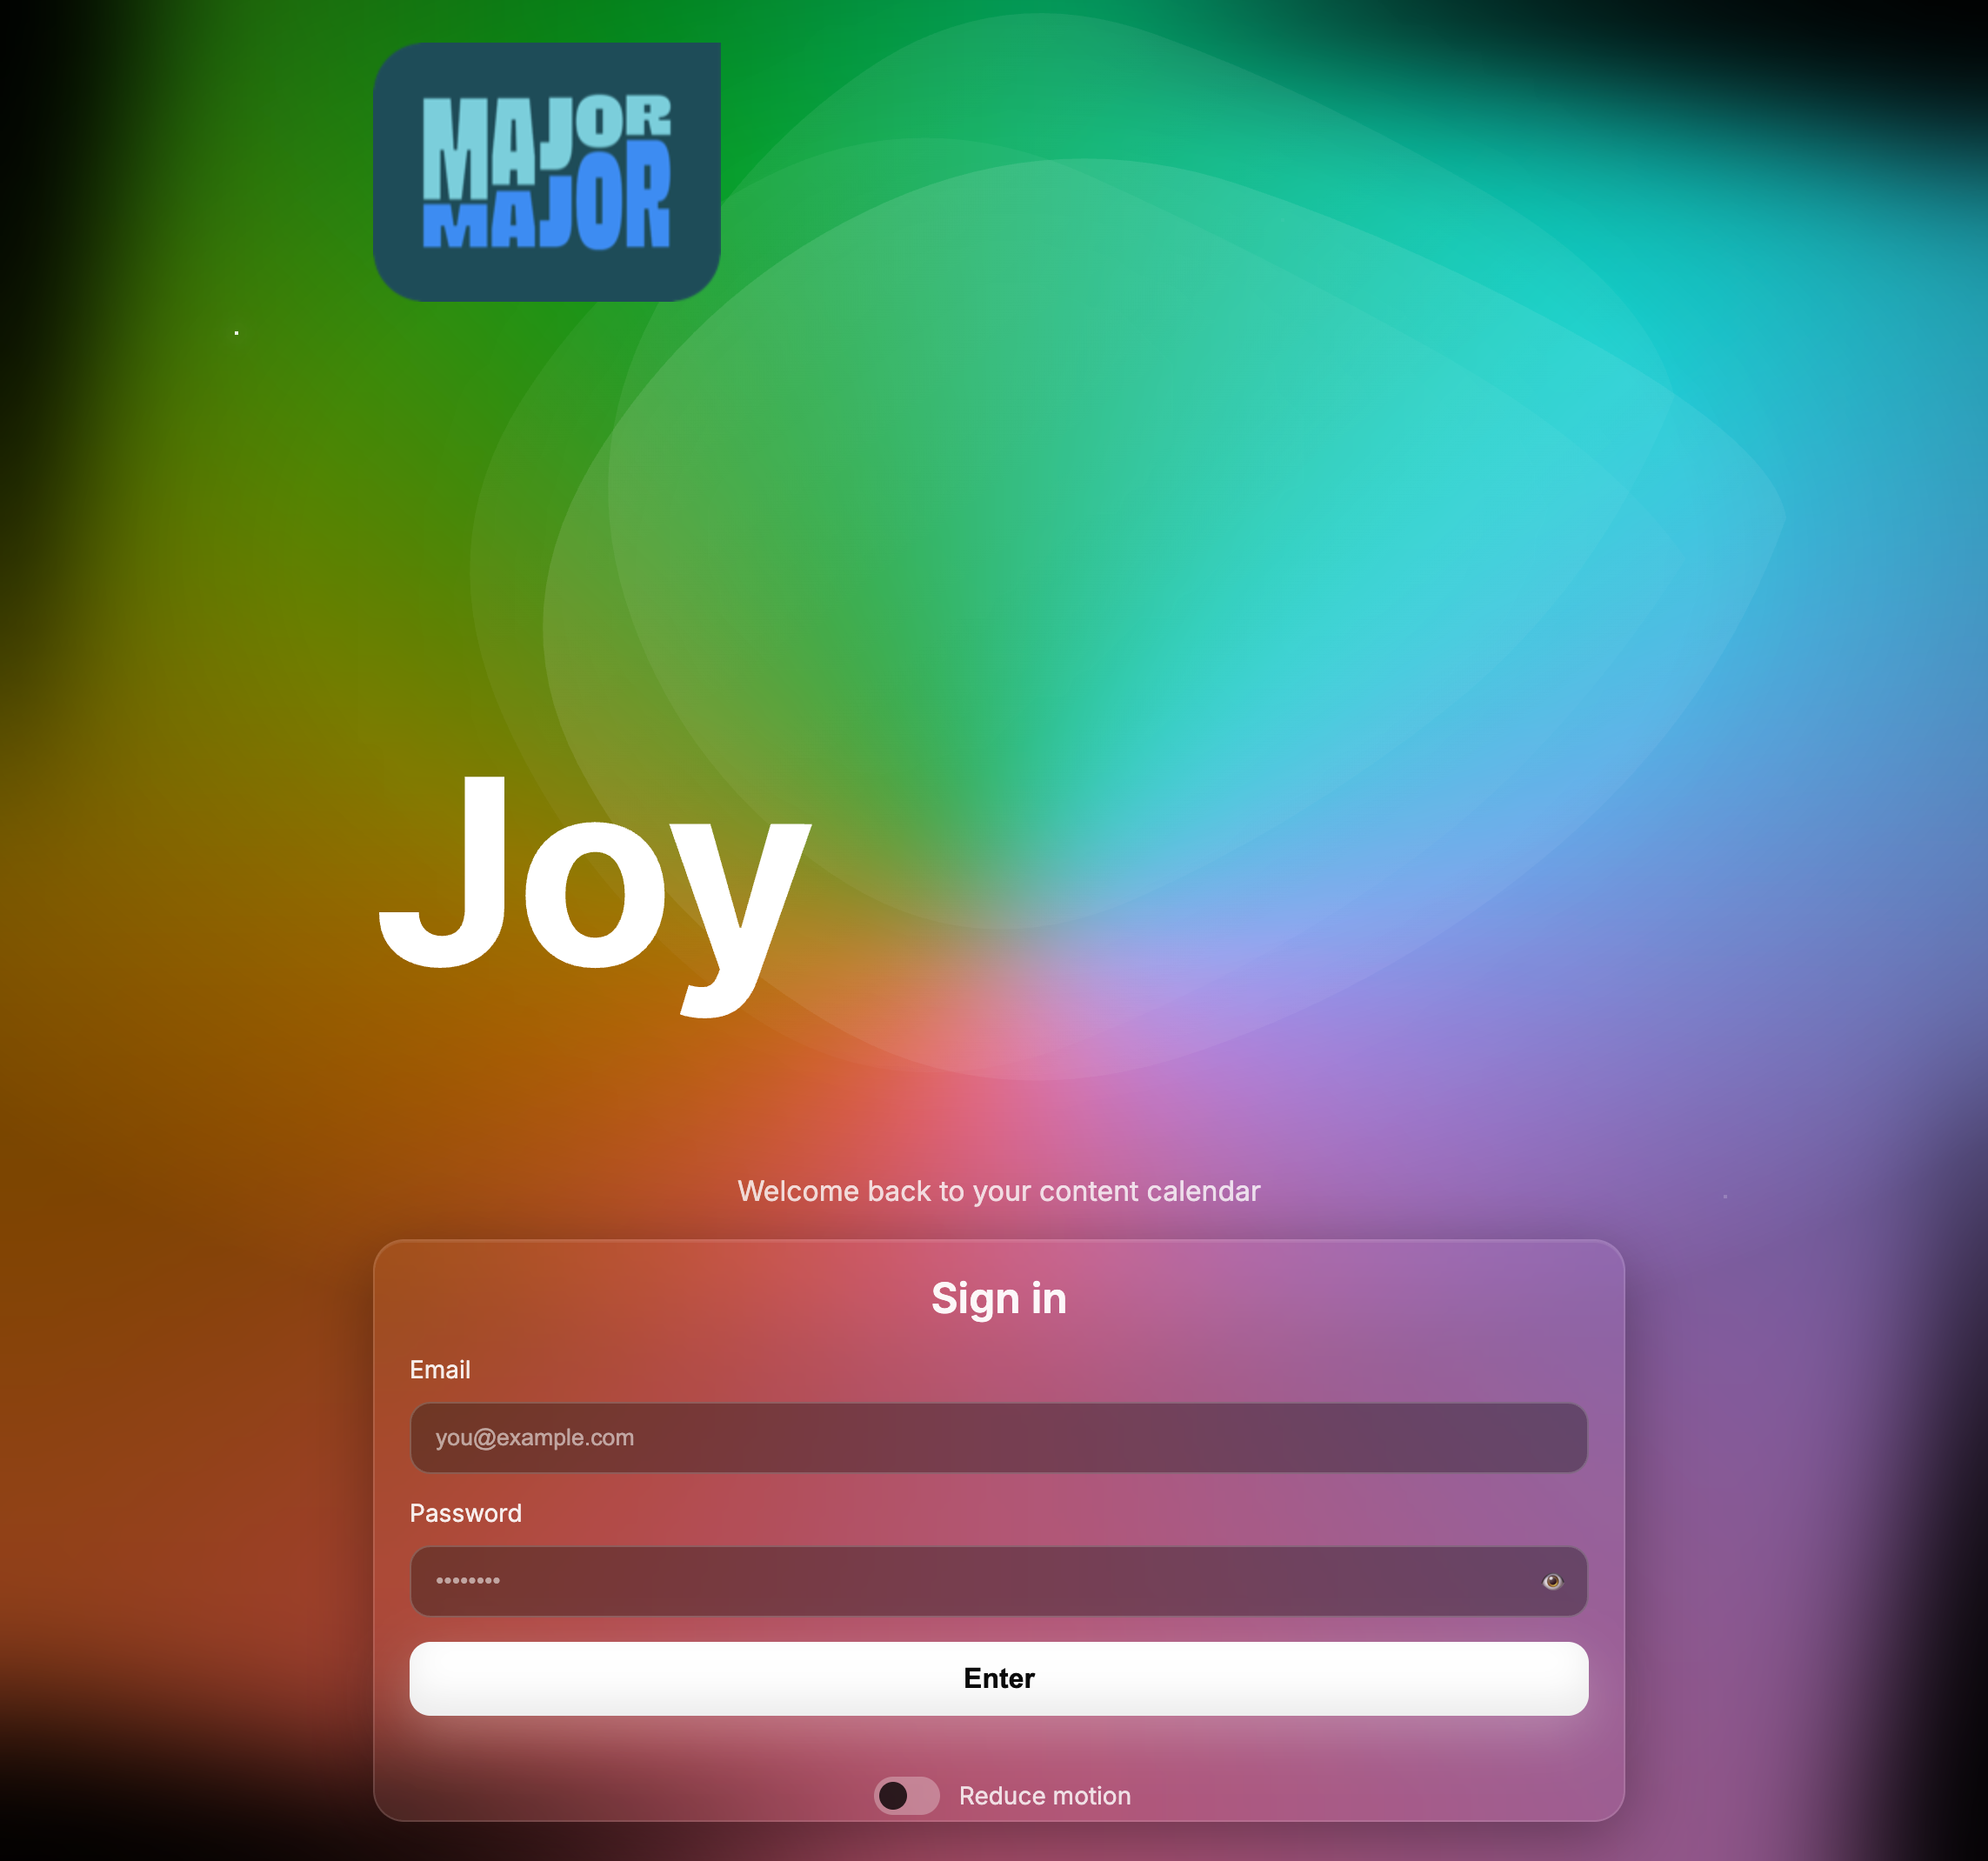 MAJOR
MAJOR
Joy
Welcome back to your content calendar
Sign in
Email
you@example.com
Password
••••••••
Enter
Reduce motion